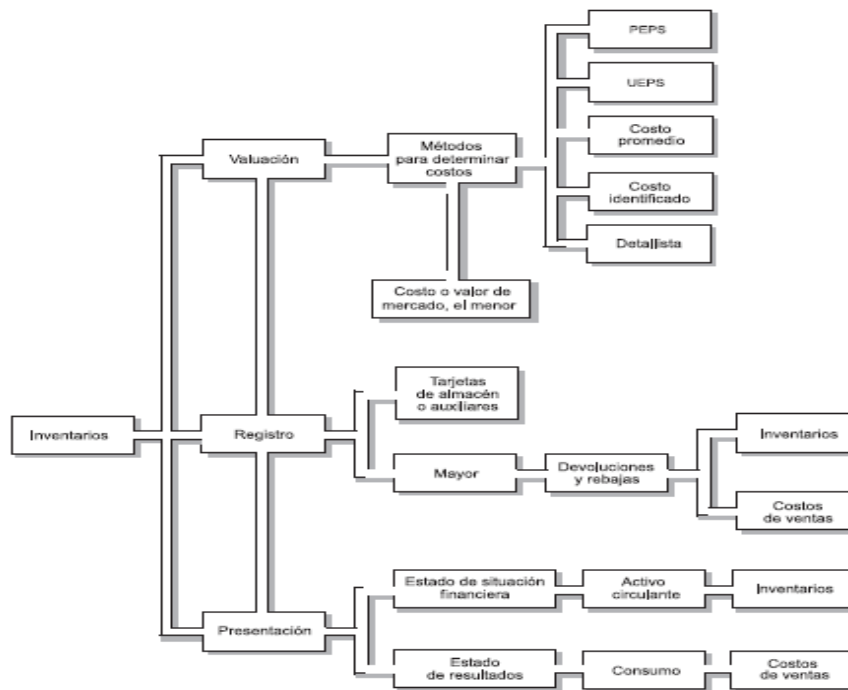 PEPS
UEPS
Costo
promedio
Costo
identificado
Detallista
Valuación
Métodos
para determinar
costos
Costo o valor de
mercado, el menor
Inventarios
Registro
Tarjetas
de almacén
o auxiliares
Mayor
Devoluciones
y rebajas
Inventarios
Costos
de ventas
Presentación
Estado de situación
financiera
Activo
circulante
Inventarios
Estado
de resultados
Consumo
Costos
de ventas